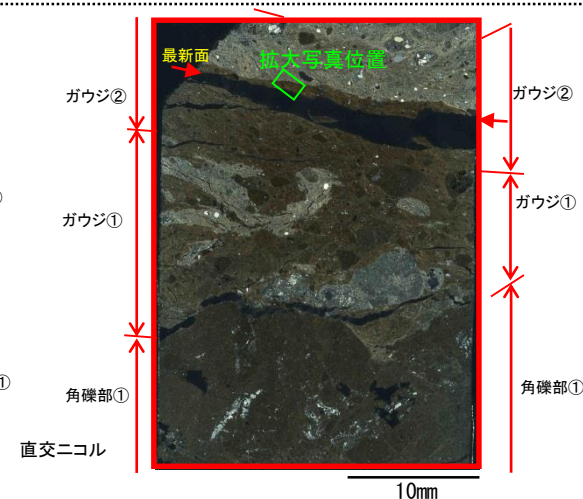 最新面
拡大写真位置
ガウジ②
ガウジ②
ガウジ①
ガウジ①
角礫部①
角礫部①
直交ニコル
10mm